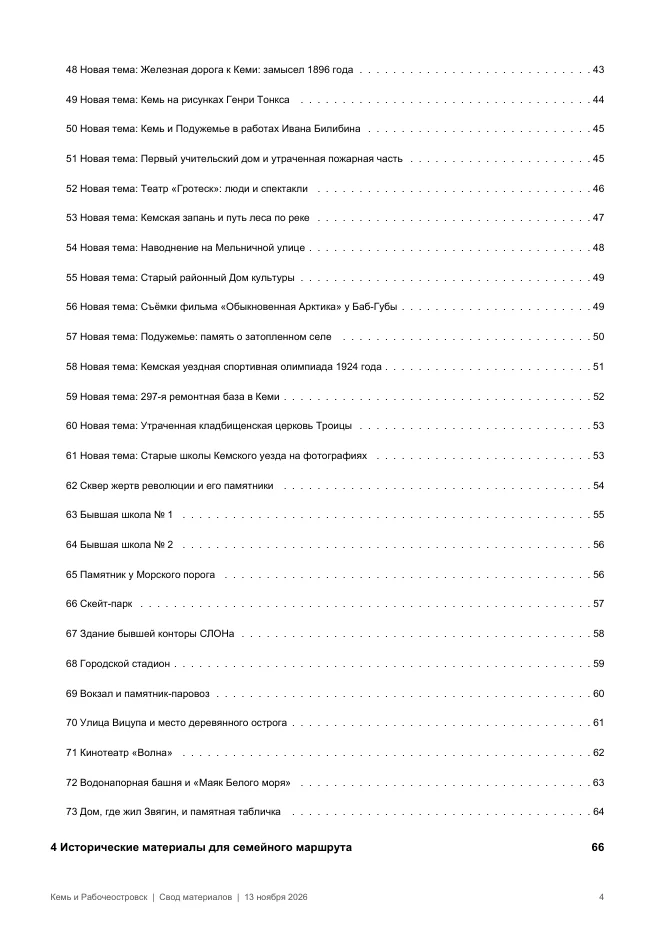 48 Новая тема: Железная дорога к Кеми: замысел 1896 года . . . . . . . . . . . . . . . . . . . . . . . . . . . 43
49 Новая тема: Кемь на рисунках Генри Тонкса . . . . . . . . . . . . . . . . . . . . . . . . . . . . . . . . . 44
50 Новая тема: Кемь и Подужемье в работах Ивана Билибина . . . . . . . . . . . . . . . . . . . . . . . . . . 45
51 Новая тема: Первый учительский дом и утраченная пожарная часть . . . . . . . . . . . . . . . . . . . . . 45
52 Новая тема: Театр «Гротеск»: люди и спектакли . . . . . . . . . . . . . . . . . . . . . . . . . . . . . . . 46
53 Новая тема: Кемская запань и путь леса по реке . . . . . . . . . . . . . . . . . . . . . . . . . . . . . . . 47
54 Новая тема: Наводнение на Мельничной улице . . . . . . . . . . . . . . . . . . . . . . . . . . . . . . . . 48
55 Новая тема: Старый районный Дом культуры . . . . . . . . . . . . . . . . . . . . . . . . . . . . . . . . . 49
56 Новая тема: Съёмки фильма «Обыкновенная Арктика» у Баб-Губы . . . . . . . . . . . . . . . . . . . . . . 49
57 Новая тема: Подужемье: память о затопленном селе . . . . . . . . . . . . . . . . . . . . . . . . . . . . . 50
58 Новая тема: Кемская уездная спортивная олимпиада 1924 года . . . . . . . . . . . . . . . . . . . . . . . . 51
59 Новая тема: 297-я ремонтная база в Кеми . . . . . . . . . . . . . . . . . . . . . . . . . . . . . . . . . . . 52
60 Новая тема: Утраченная кладбищенская церковь Троицы . . . . . . . . . . . . . . . . . . . . . . . . . . . 53
61 Новая тема: Старые школы Кемского уезда на фотографиях . . . . . . . . . . . . . . . . . . . . . . . . . 53
62 Сквер жертв революции и его памятники . . . . . . . . . . . . . . . . . . . . . . . . . . . . . . . . . . . 54
63 Бывшая школа № 1 . . . . . . . . . . . . . . . . . . . . . . . . . . . . . . . . . . . . . . . . . . . . . . 55
64 Бывшая школа № 2 . . . . . . . . . . . . . . . . . . . . . . . . . . . . . . . . . . . . . . . . . . . . . . 56
65 Памятник у Морского порога . . . . . . . . . . . . . . . . . . . . . . . . . . . . . . . . . . . . . . . . . 56
66 Скейт-парк . . . . . . . . . . . . . . . . . . . . . . . . . . . . . . . . . . . . . . . . . . . . . . . . . . 57
67 Здание бывшей конторы СЛОНа . . . . . . . . . . . . . . . . . . . . . . . . . . . . . . . . . . . . . . . . 58
68 Городской стадион . . . . . . . . . . . . . . . . . . . . . . . . . . . . . . . . . . . . . . . . . . . . . . 59
69 Вокзал и памятник-паровоз . . . . . . . . . . . . . . . . . . . . . . . . . . . . . . . . . . . . . . . . . . 60
70 Улица Вицупа и место деревянного острога . . . . . . . . . . . . . . . . . . . . . . . . . . . . . . . . . . 61
71 Кинотеатр «Волна» . . . . . . . . . . . . . . . . . . . . . . . . . . . . . . . . . . . . . . . . . . . . . . 62
72 Водонапорная башня и «Маяк Белого моря» . . . . . . . . . . . . . . . . . . . . . . . . . . . . . . . . . 63
73 Дом, где жил Звягин, и памятная табличка . . . . . . . . . . . . . . . . . . . . . . . . . . . . . . . . . . 64
4 Исторические материалы для семейного маршрута 66
Кемь и Рабочеостровск | Свод материалов | 13 ноября 2026 4